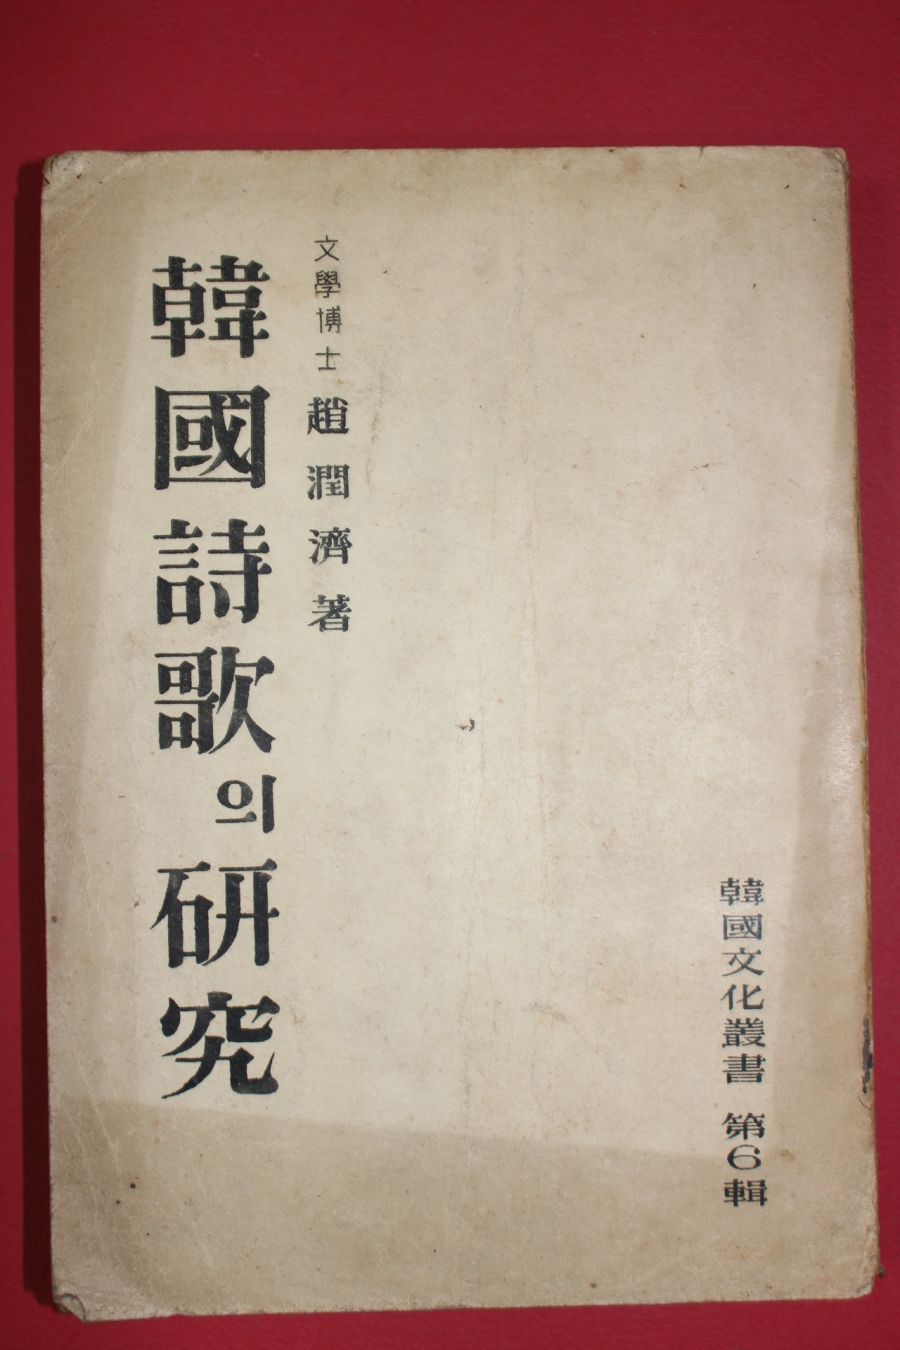 韓國文化叢書 第6輯
文學博士 趙潤濟 著
韓國詩歌의 研究